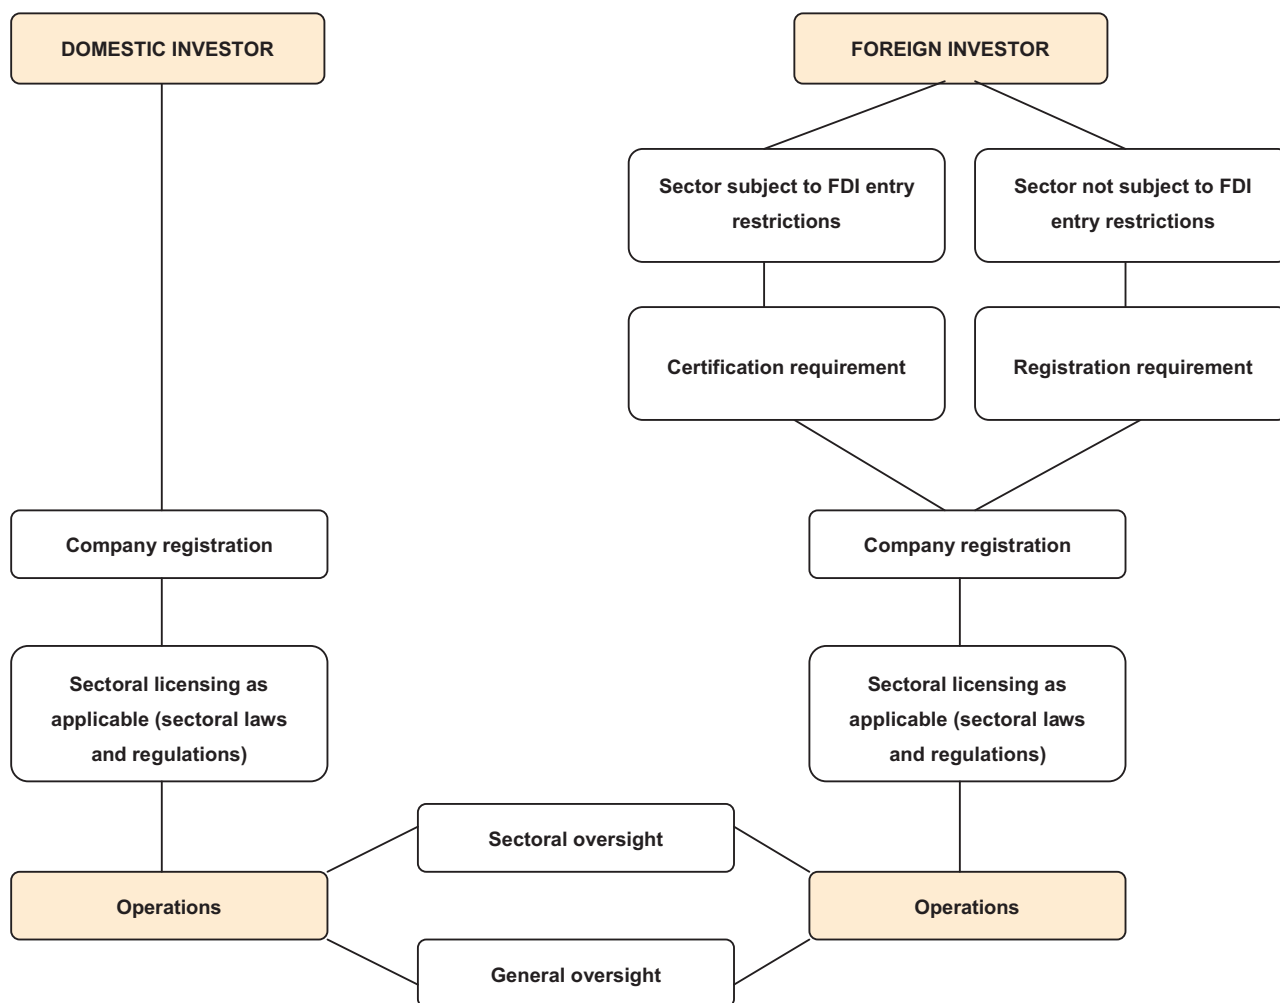 DOMESTIC INVESTOR
FOREIGN INVESTOR
Sector subject to FDI entry
restrictions
Sector not subject to FDI
entry restrictions
Certification requirement
Registration requirement
Company registration
Company registration
Sectoral licensing as
applicable (sectoral laws
and regulations)
Sectoral licensing as
applicable (sectoral laws
and regulations)
Sectoral oversight
Operations
Operations
General oversight